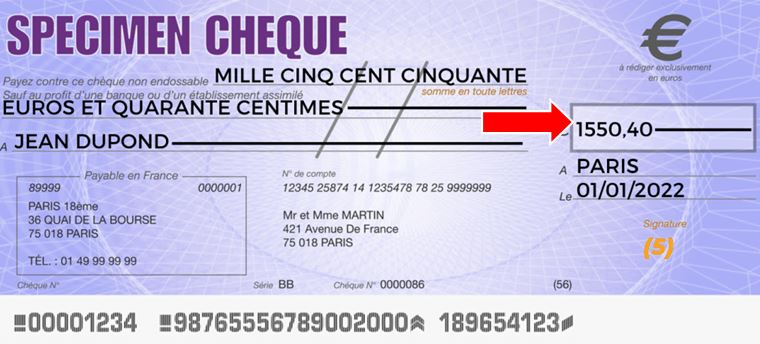 SPECIMEN CHEQUE
€
à rédiger exclusivement
en euros
Payez contre ce chèque non endossable MILLE CINQ CENT CINQUANTE
Sauf au profit d'une banque ou d'un établissement assimilé
somme en toute lettres
EUROS ET QUARANTE CENTIMES
€ 1550,40
A JEAN DUPOND
A PARIS
Le 01/01/2022
Payable en France
89999 0000001
PARIS 18ème
36 QUAI DE LA BOURSE
75 018 PARIS
TÉL. : 01 49 99 99 99
N° de compte
12345 25874 14 1235478 78 25 9999999
Mr et Mme MARTIN
421 Avenue De France
75 018 PARIS
Signature
(5)
Chèque N° Série BB Chèque N° 0000086 (56)
⑈00001234 ⑈98765556789002000 189654123